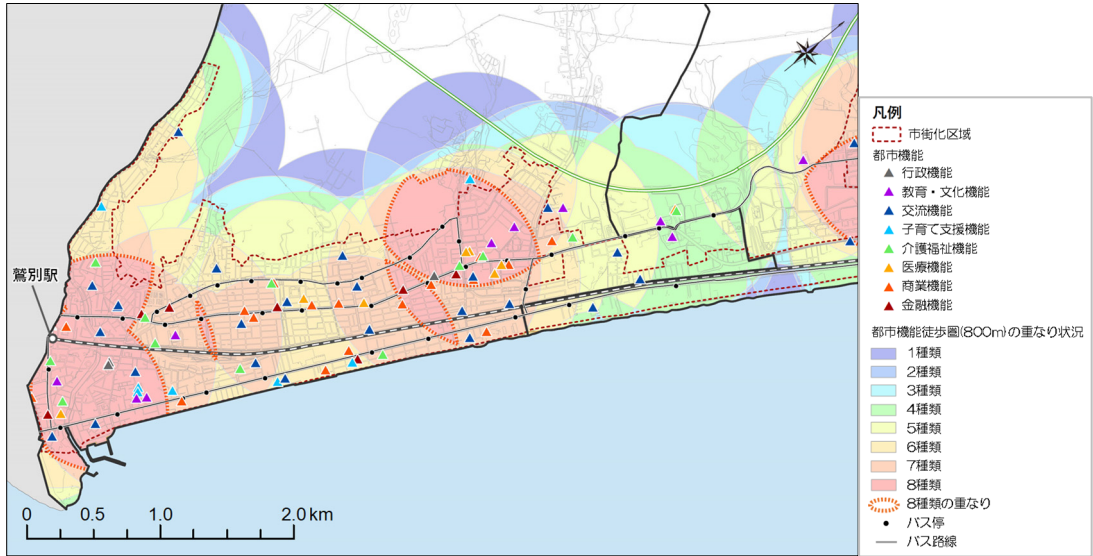 鷲別駅
0 0.5 1.0 2.0 km
凡例
市街化区域
都市機能
行政機能
教育・文化機能
交流機能
子育て支援機能
介護福祉機能
医療機能
商業機能
金融機能
都市機能徒歩圏(800m)の重なり状況
1種類
2種類
3種類
4種類
5種類
6種類
7種類
8種類
8種類の重なり
バス停
バス路線